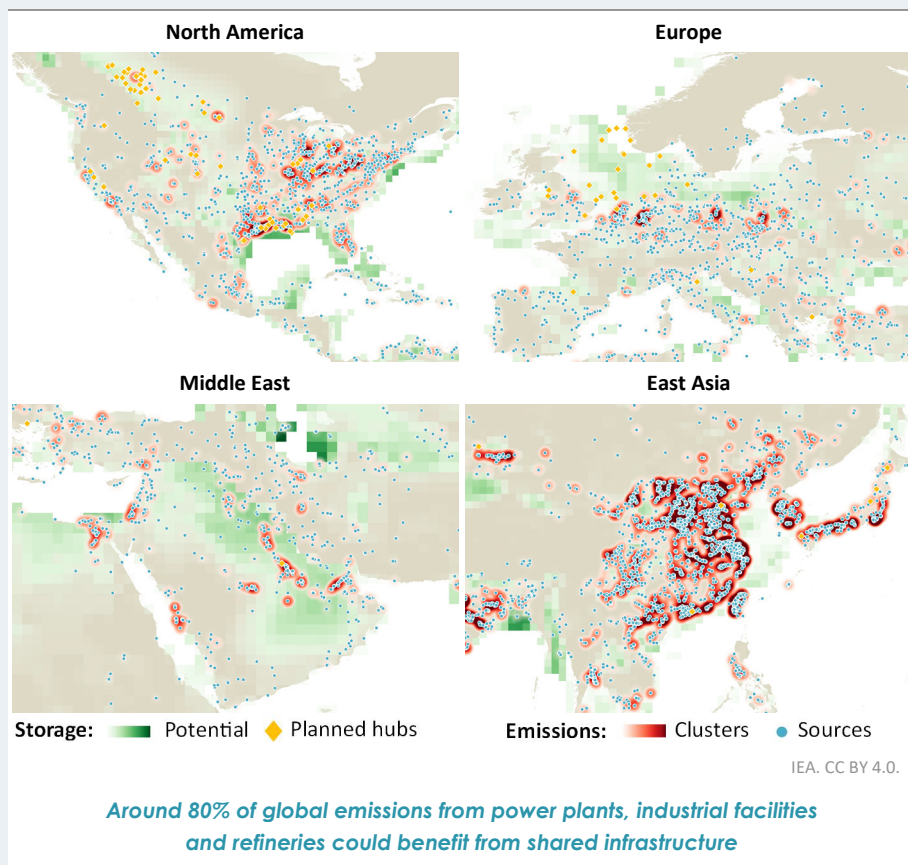 North America
Europe
Middle East
East Asia
Storage: Potential Planned hubs
Emissions: Clusters Sources
IEA. CC BY 4.0.
Around 80% of global emissions from power plants, industrial facilities
and refineries could benefit from shared infrastructure